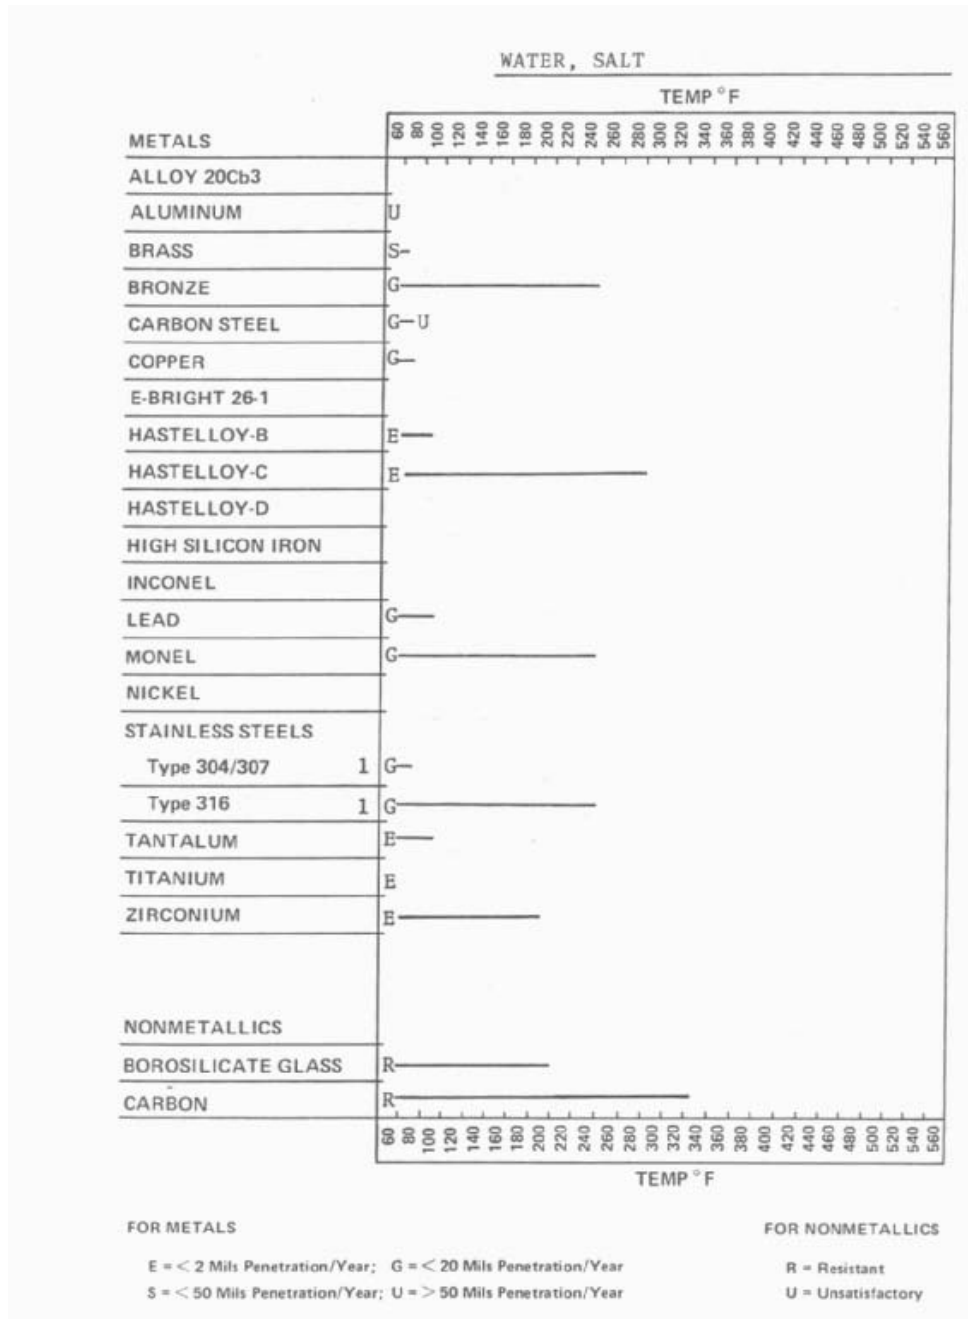 WATER, SALT
TEMP °F
METALS 60 80 100 120 140 160 180 200 220 240 260 280 300 320 340 360 380 400 420 440 460 480 500 520 540 560
ALLOY 20Cb3
ALUMINUM U
BRASS S
BRONZE G
CARBON STEEL G-U
COPPER G
E-BRIGHT 26-1
HASTELLOY-B E
HASTELLOY-C E
HASTELLOY-D
HIGH SILICON IRON
INCONEL
LEAD G
MONEL G
NICKEL
STAINLESS STEELS
Type 304/307 1 G
Type 316 1 G
TANTALUM E
TITANIUM E
ZIRCONIUM E
NONMETALLICS
BOROSILICATE GLASS R
CARBON R
60 80 100 120 140 160 180 200 220 240 260 280 300 320 340 360 380 400 420 440 460 480 500 520 540 560
TEMP °F
FOR METALS FOR NONMETALLICS
E = < 2 Mils Penetration/Year; G = < 20 Mils Penetration/Year R = Resistant
S = < 50 Mils Penetration/Year; U = > 50 Mils Penetration/Year U = Unsatisfactory